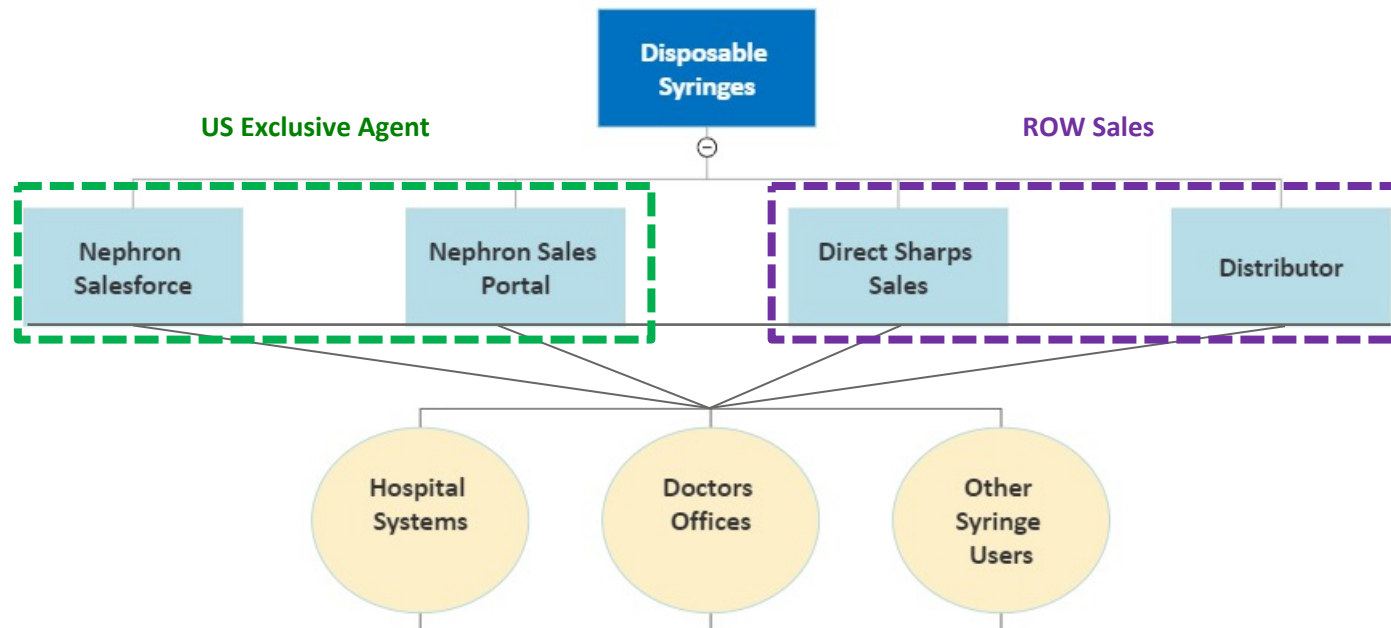 Disposable
Syringes
US Exclusive Agent
ROW Sales
Nephron
Salesforce
Nephron Sales
Portal
Direct Sharps
Sales
Distributor
Hospital
Systems
Doctors
Offices
Other
Syringe
Users